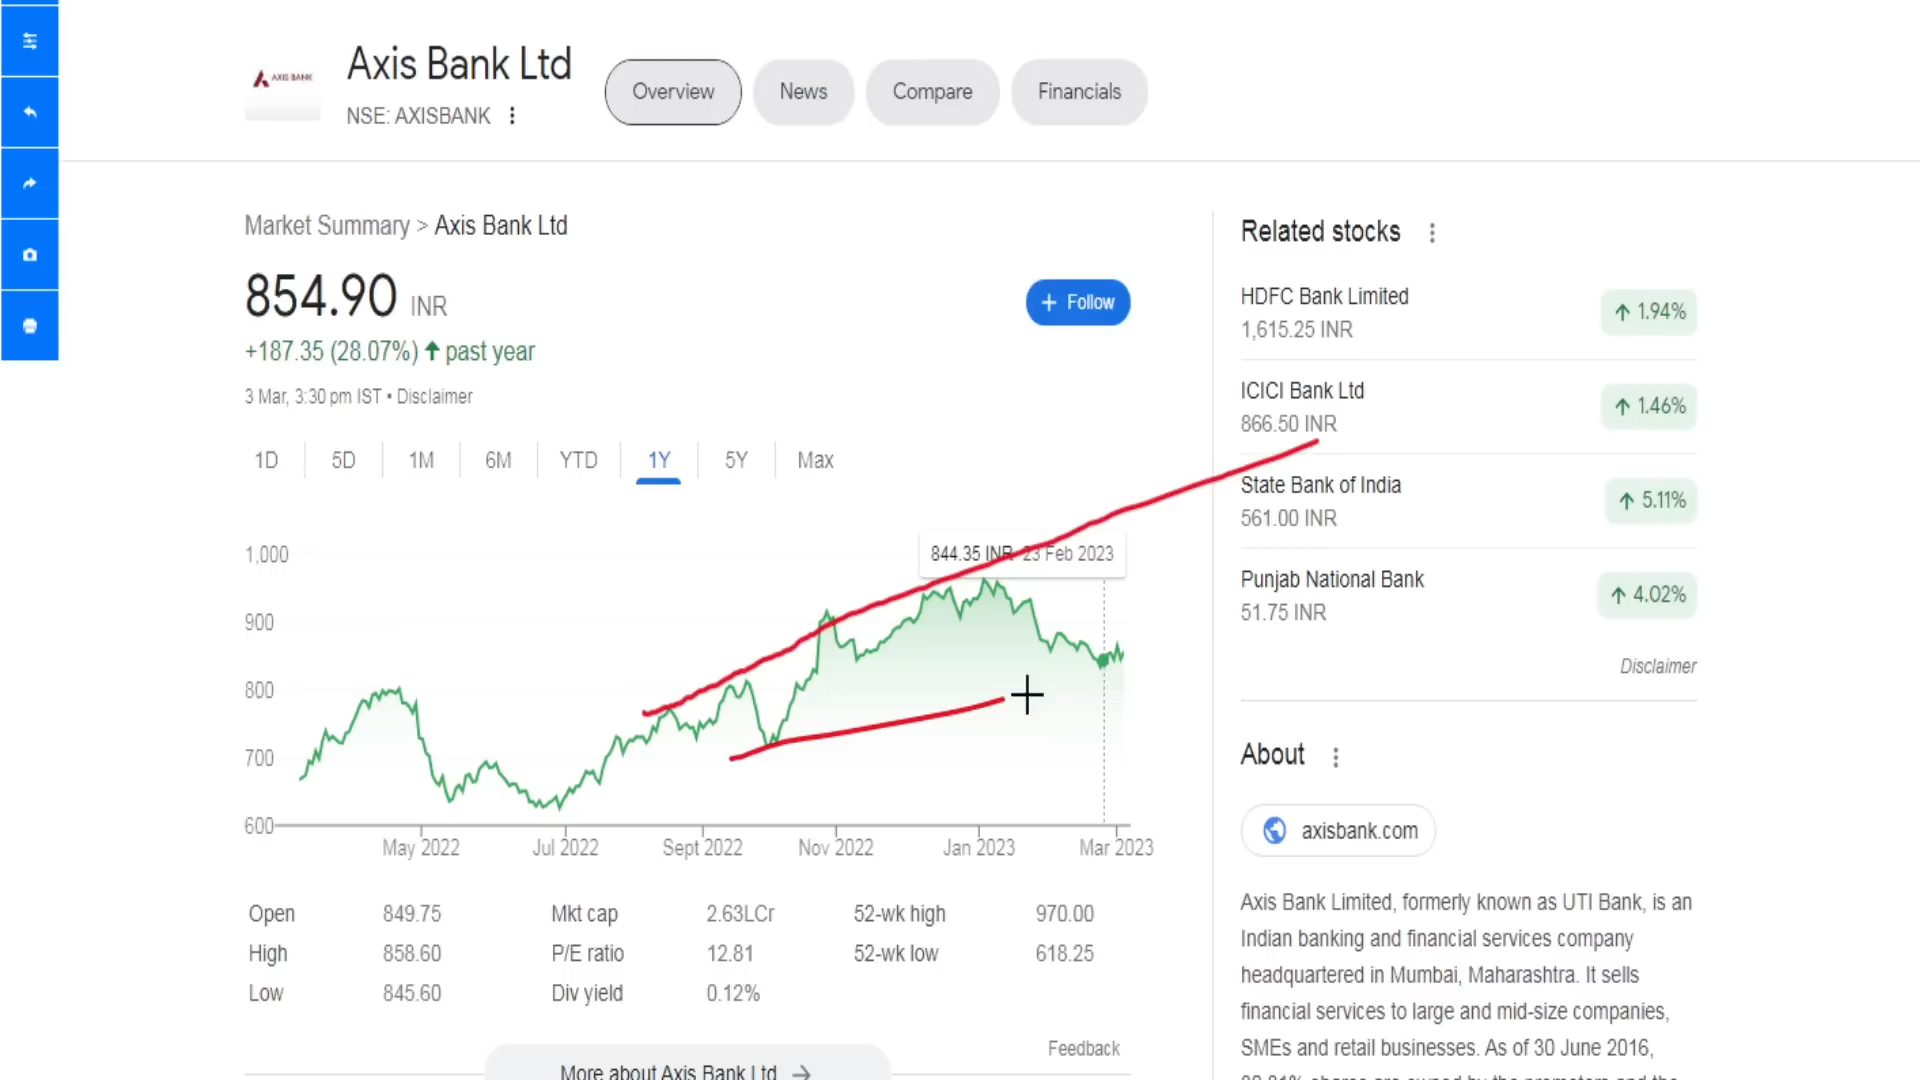 AXIS BANK
Axis Bank Ltd
NSE: AXISBANK
Overview
News
Compare
Financials
Market Summary > Axis Bank Ltd
854.90 INR
+187.35 (28.07%) ↑ past year
3 Mar, 3:30 pm IST • Disclaimer
+ Follow
1D 5D 1M 6M YTD 1Y 5Y Max
844.35 INR 23 Feb 2023
1,000
900
800
700
600
May 2022 Jul 2022 Sept 2022 Nov 2022 Jan 2023 Mar 2023
Open 849.75 Mkt cap 2.63LCr 52-wk high 970.00
High 858.60 P/E ratio 12.81 52-wk low 618.25
Low 845.60 Div yield 0.12%
Feedback
More about Axis Bank Ltd →
Related stocks
HDFC Bank Limited
1,615.25 INR
↑ 1.94%
ICICI Bank Ltd
866.50 INR
↑ 1.46%
State Bank of India
561.00 INR
↑ 5.11%
Punjab National Bank
51.75 INR
↑ 4.02%
Disclaimer
About
axisbank.com
Axis Bank Limited, formerly known as UTI Bank, is an
Indian banking and financial services company
headquartered in Mumbai, Maharashtra. It sells
financial services to large and mid-size companies,
SMEs and retail businesses. As of 30 June 2016,